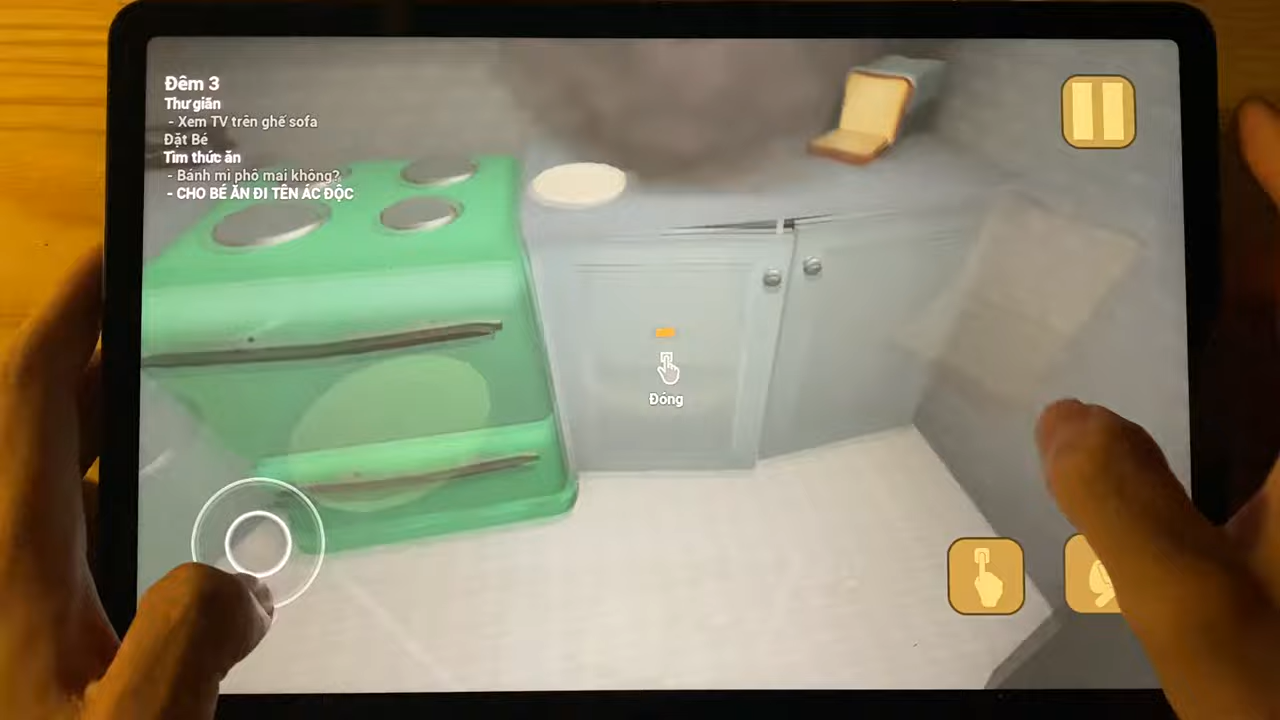 Đêm 3
Thư giãn
- Xem TV trên ghế sofa
Đặt Bé
Tìm thức ăn
- Bánh mì phô mai không?
- CHO BÉ ĂN ĐI TÊN ÁC ĐỘC
Đóng